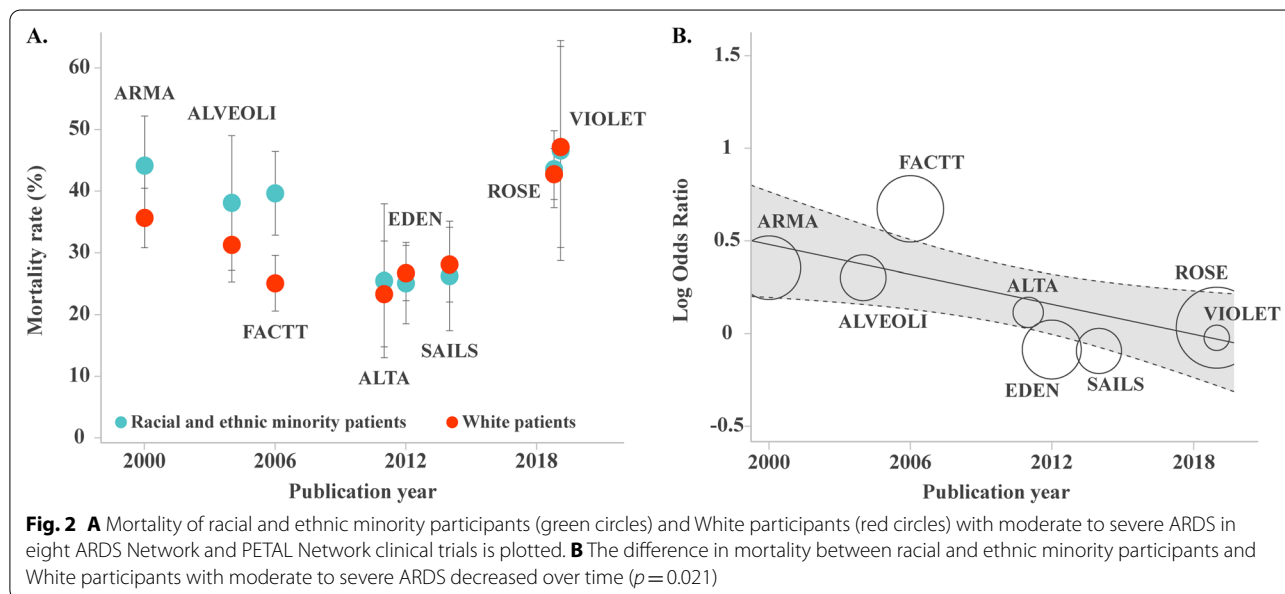 A.
Mortality rate (%)
60
50
40
30
20
10
0
ARMA
ALVEOLI
FACTT
ALTA
EDEN
SAILS
ROSE
VIOLET
Racial and ethnic minority patients
White patients
2000
2006
2012
2018
Publication year
B.
Log Odds Ratio
1.5
1
0.5
0
-0.5
ARMA
ALVEOLI
FACTT
ALTA
EDEN
SAILS
ROSE
VIOLET
2000
2006
2012
2018
Publication year
Fig. 2 A Mortality of racial and ethnic minority participants (green circles) and White participants (red circles) with moderate to severe ARDS in
eight ARDS Network and PETAL Network clinical trials is plotted. B The difference in mortality between racial and ethnic minority participants and
White participants with moderate to severe ARDS decreased over time (p = 0.021)